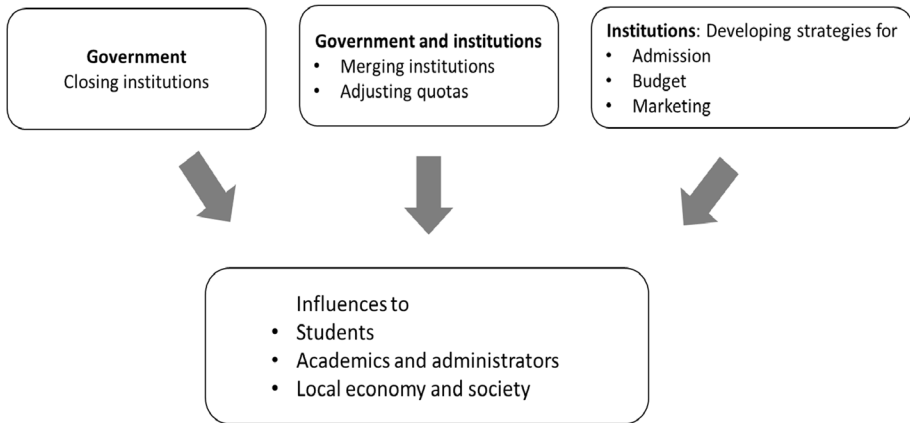 Government
Closing institutions
Government and institutions
• Merging institutions
• Adjusting quotas
Institutions: Developing strategies for
• Admission
• Budget
• Marketing
Influences to
• Students
• Academics and administrators
• Local economy and society